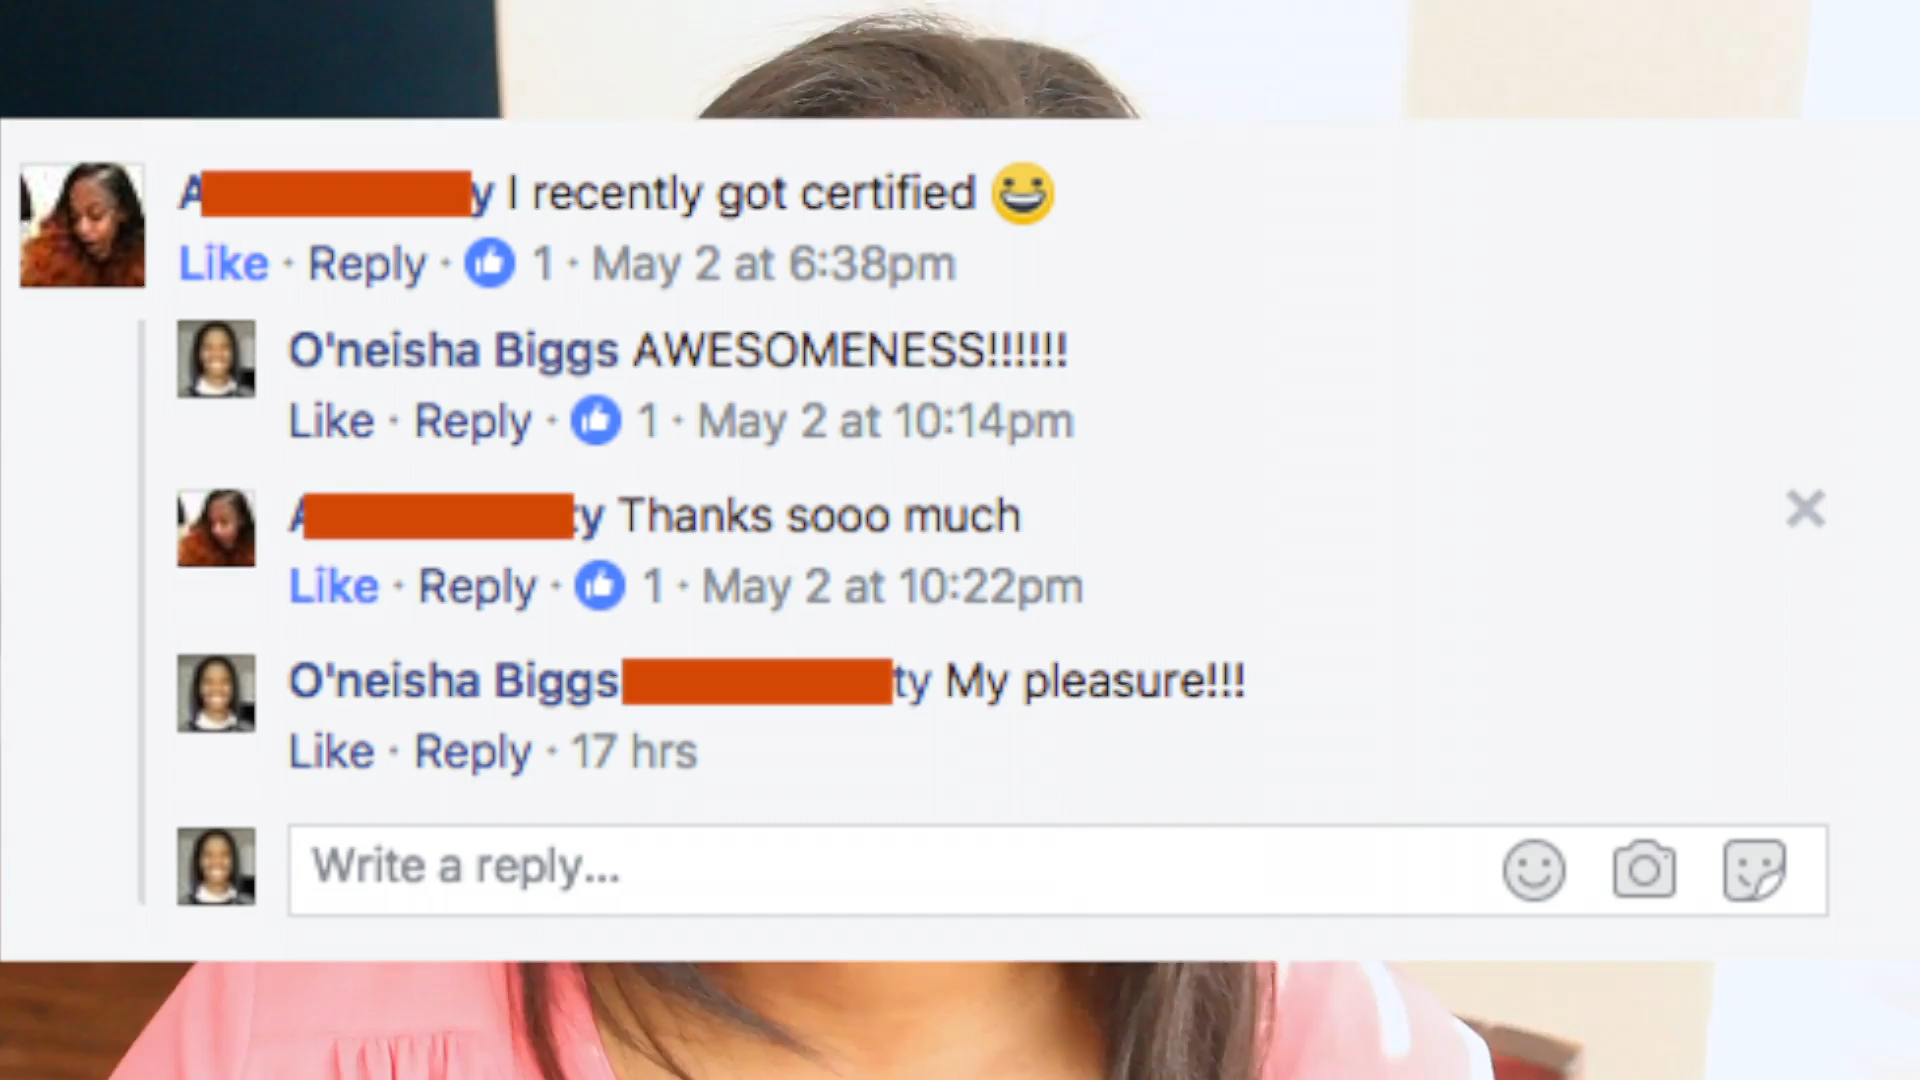 I recently got certified 😀
Like · Reply · 1 · May 2 at 6:38pm
O'neisha Biggs AWESOMENESS!!!!!!
Like · Reply · 1 · May 2 at 10:14pm
Thanks sooo much
Like · Reply · 1 · May 2 at 10:22pm
O'neisha Biggs My pleasure!!!
Like · Reply · 17 hrs
Write a reply...